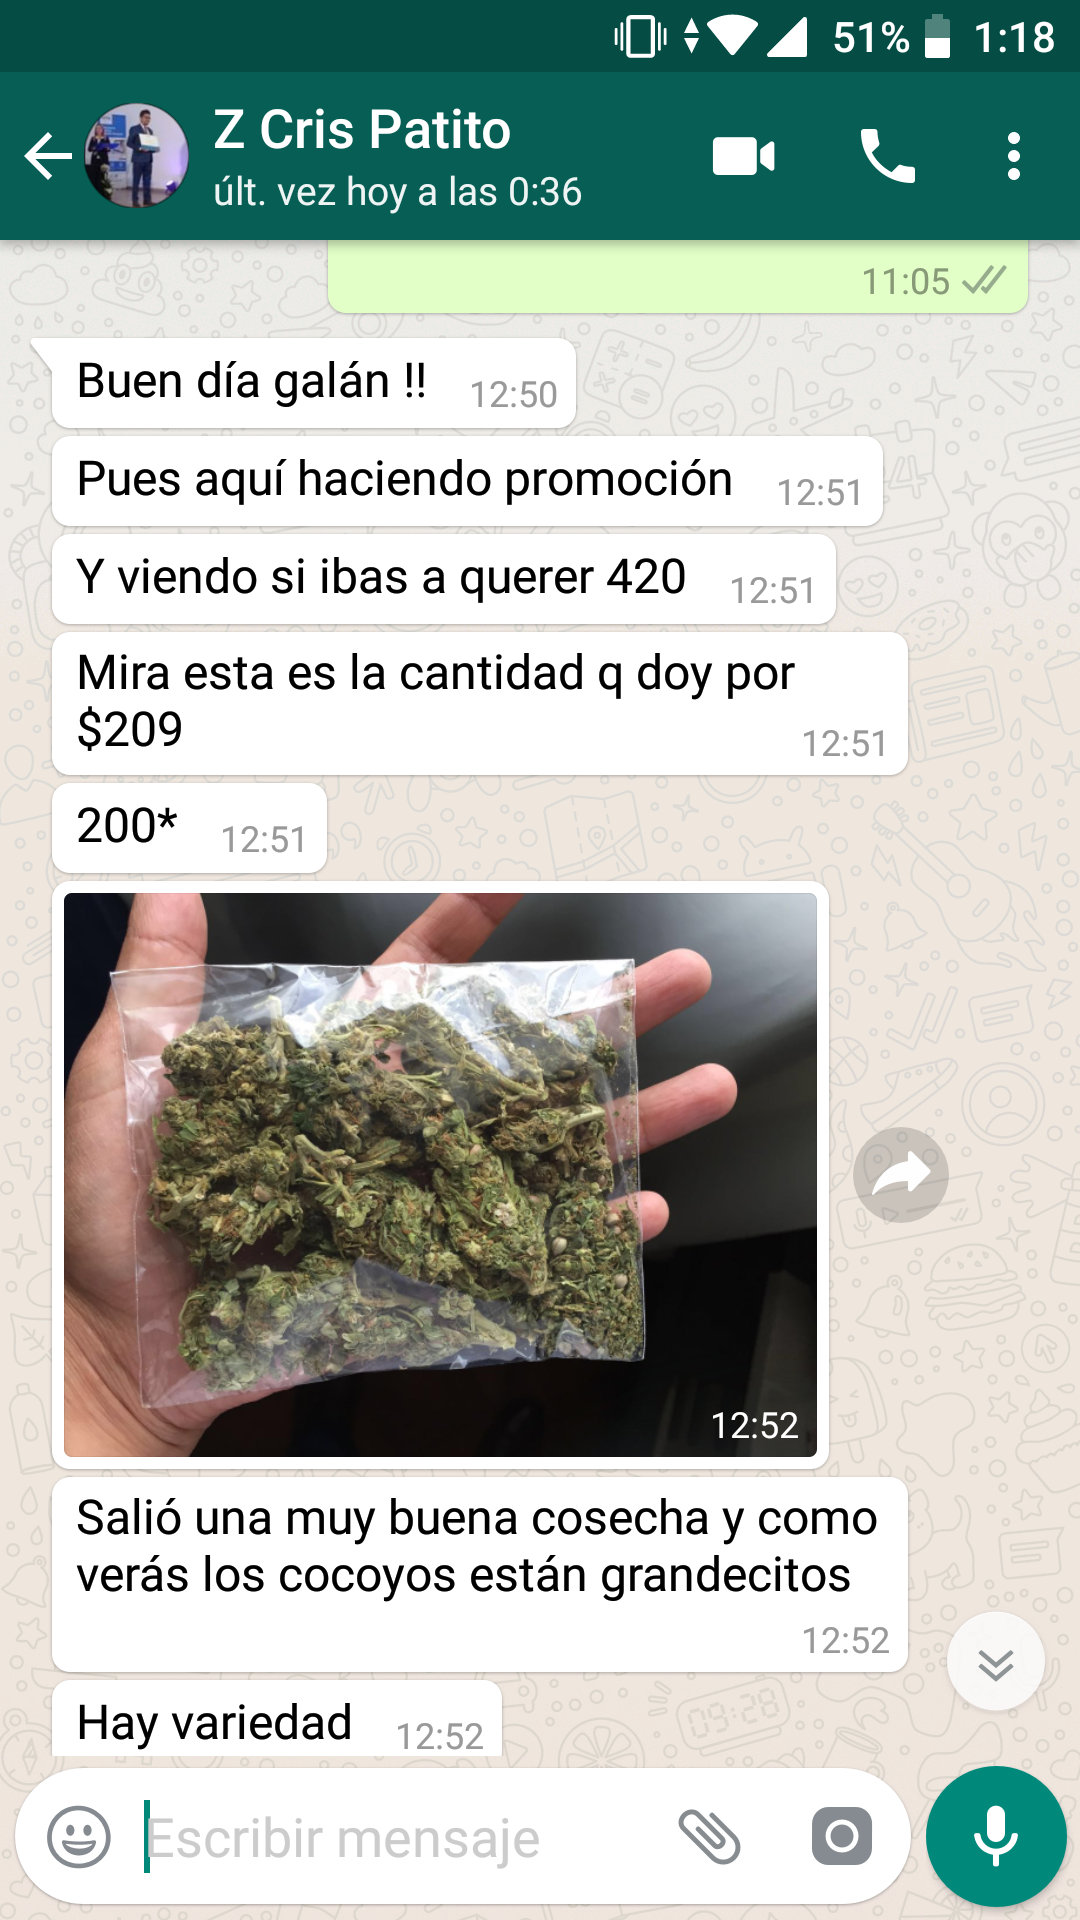 51% 1:18
Z Cris Patito
últ. vez hoy a las 0:36
11:05
Buen día galán !! 12:50
Pues aquí haciendo promoción 12:51
Y viendo si ibas a querer 420 12:51
Mira esta es la cantidad q doy por
$209 12:51
200* 12:51
12:52
Salió una muy buena cosecha y como
verás los cocoyos están grandecitos
12:52
Hay variedad 12:52
Escribir mensaje